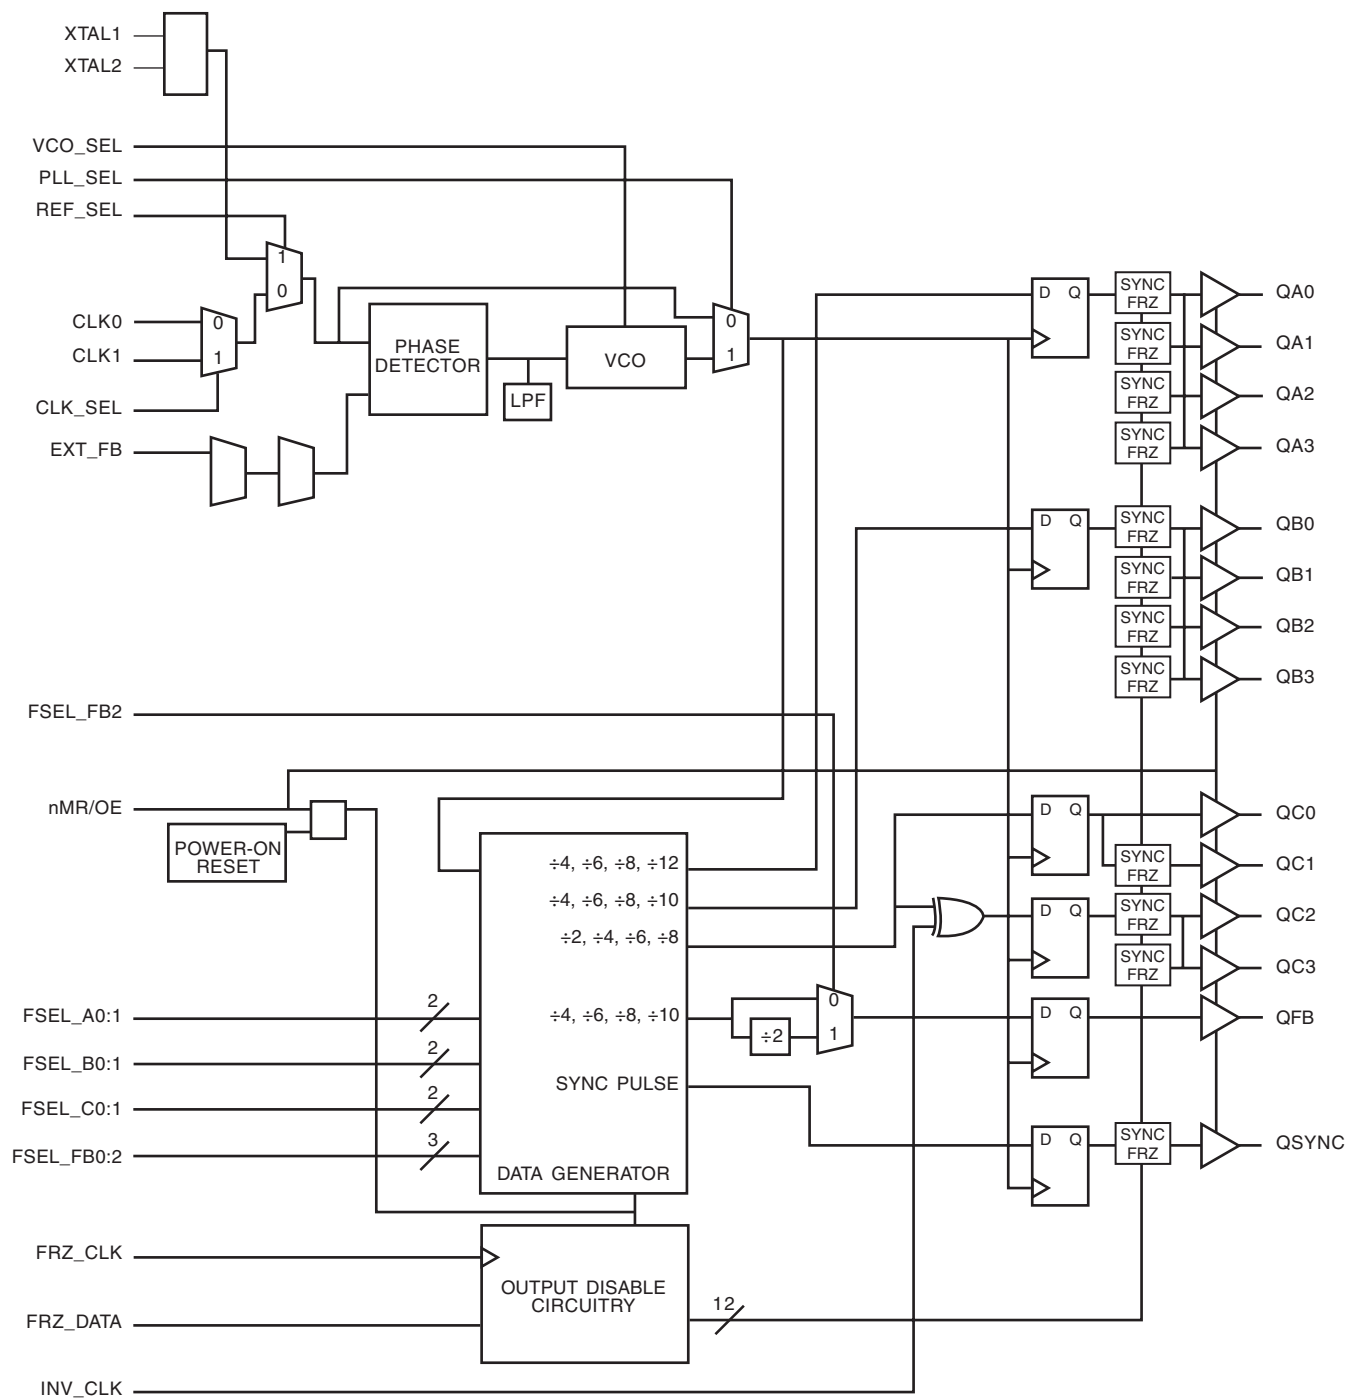 XTAL1
XTAL2
VCO_SEL
PLL_SEL
REF_SEL
1
0
CLK0
0
CLK1
1
CLK_SEL
EXT_FB
PHASE
DETECTOR
LPF
VCO
0
1
D Q
SYNC
FRZ
QA0
SYNC
FRZ
QA1
SYNC
FRZ
QA2
SYNC
FRZ
QA3
D Q
SYNC
FRZ
QB0
SYNC
FRZ
QB1
SYNC
FRZ
QB2
SYNC
FRZ
QB3
FSEL_FB2
nMR/OE
POWER-ON
RESET
D Q
QC0
SYNC
FRZ
QC1
D Q
SYNC
FRZ
QC2
SYNC
FRZ
QC3
÷4, ÷6, ÷8, ÷12
÷4, ÷6, ÷8, ÷10
÷2, ÷4, ÷6, ÷8
÷4, ÷6, ÷8, ÷10
÷2
0
1
D Q
QFB
SYNC PULSE
DATA GENERATOR
D Q
SYNC
FRZ
QSYNC
FSEL_A0:1
2
FSEL_B0:1
2
FSEL_C0:1
2
FSEL_FB0:2
3
FRZ_CLK
OUTPUT DISABLE
CIRCUITRY
12
FRZ_DATA
INV_CLK